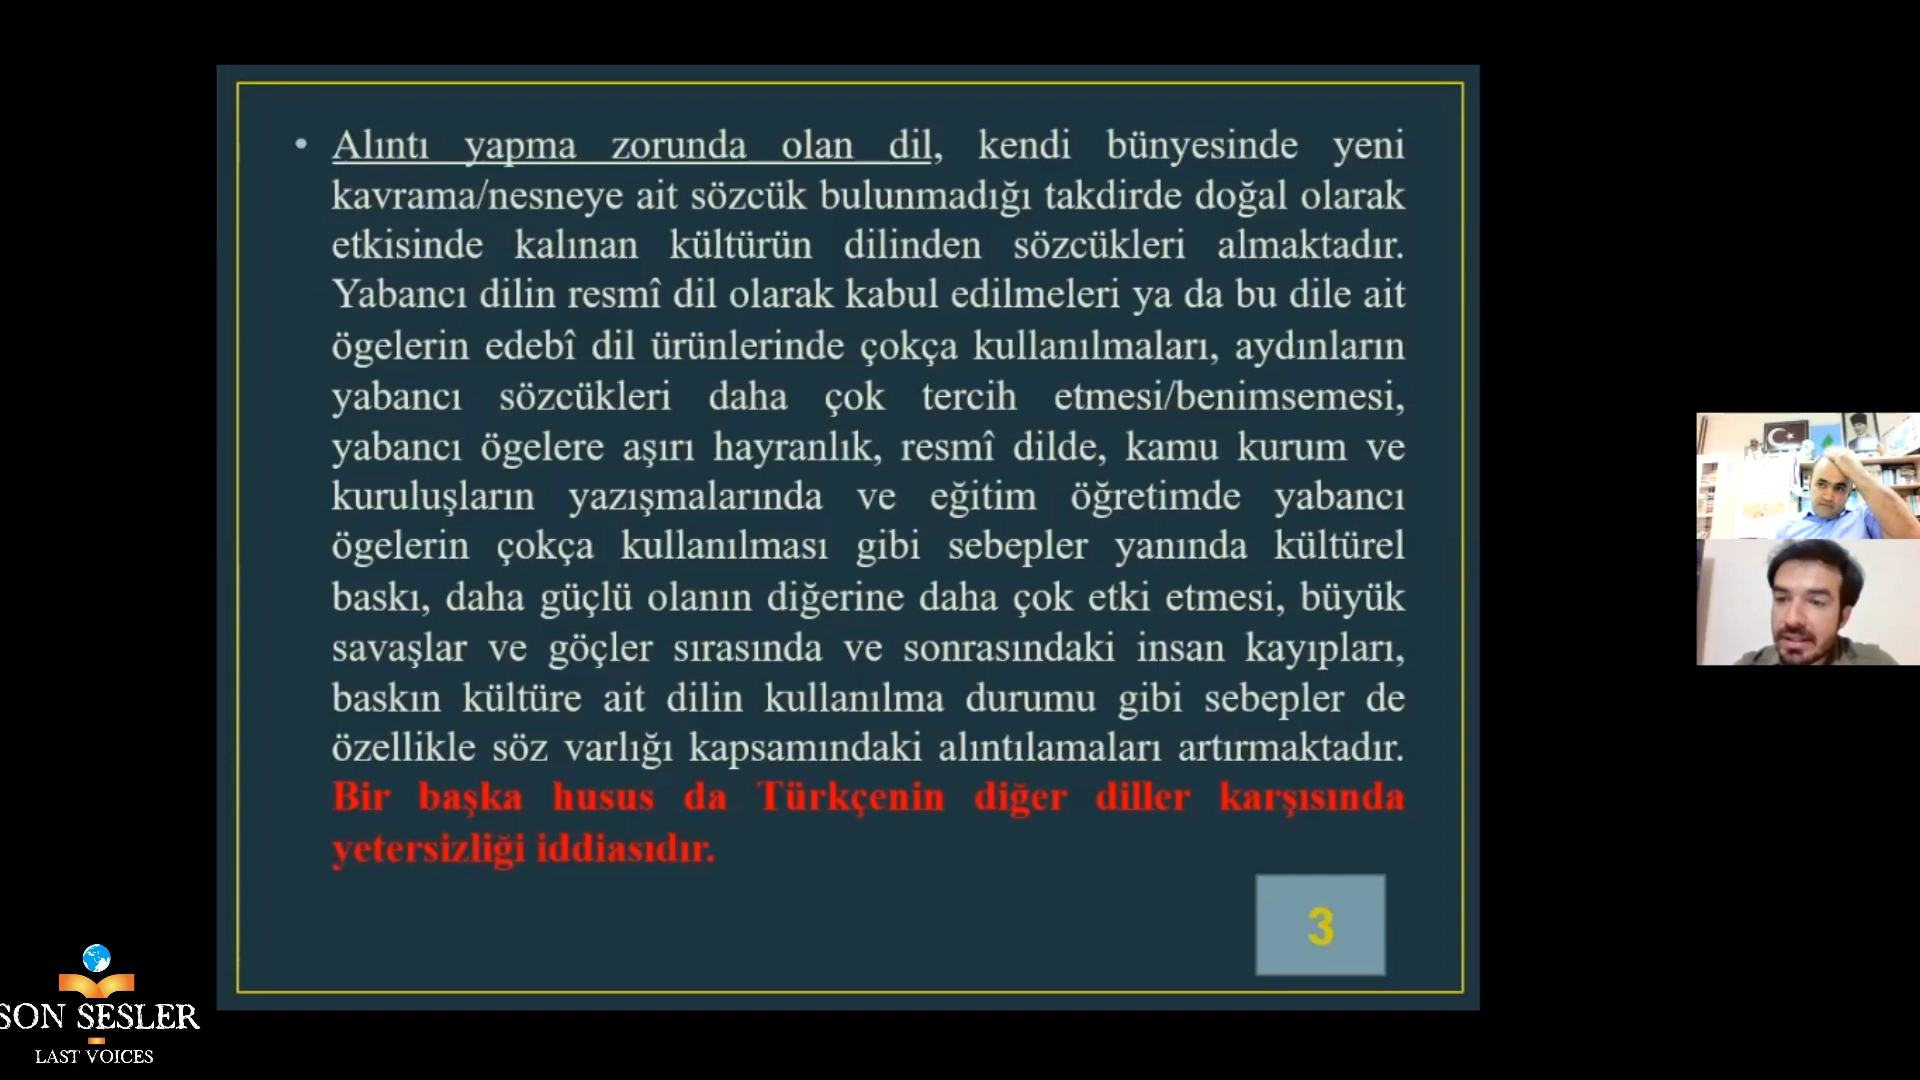 • Alıntı yapma zorunda olan dil, kendi bünyesinde yeni
kavrama/nesneye ait sözcük bulunmadığı takdirde doğal olarak
etkisinde kalınan kültürün dilinden sözcükleri almaktadır.
Yabancı dilin resmî dil olarak kabul edilmeleri ya da bu dile ait
ögelerin edebî dil ürünlerinde çokça kullanılmaları, aydınların
yabancı sözcükleri daha çok tercih etmesi/benimsemesi,
yabancı ögelere aşırı hayranlık, resmî dilde, kamu kurum ve
kuruluşların yazışmalarında ve eğitim öğretimde yabancı
ögelerin çokça kullanılması gibi sebepler yanında kültürel
baskı, daha güçlü olanın diğerine daha çok etki etmesi, büyük
savaşlar ve göçler sırasında ve sonrasındaki insan kayıpları,
baskın kültüre ait dilin kullanılma durumu gibi sebepler de
özellikle söz varlığı kapsamındaki alıntılamaları artırmaktadır.
Bir başka husus da Türkçenin diğer diller karşısında
yetersizliği iddiasıdır.
3
SON SESLER
LAST VOICES